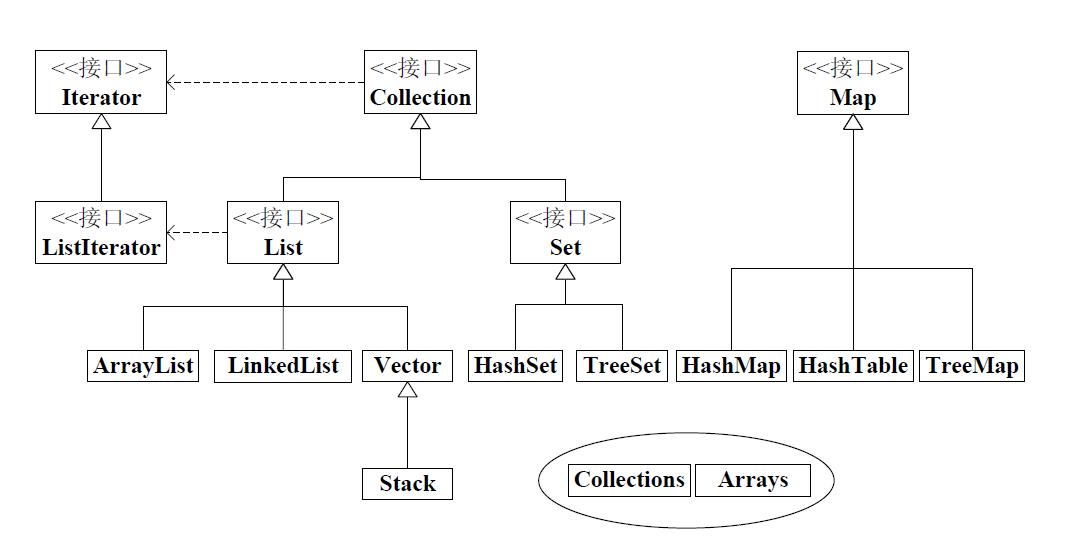 <<接口>>
Iterator
<<接口>>
Collection
<<接口>>
Map
<<接口>>
ListIterator
<<接口>>
List
<<接口>>
Set
ArrayList
LinkedList
Vector
HashSet
TreeSet
HashMap
HashTable
TreeMap
Stack
Collections
Arrays